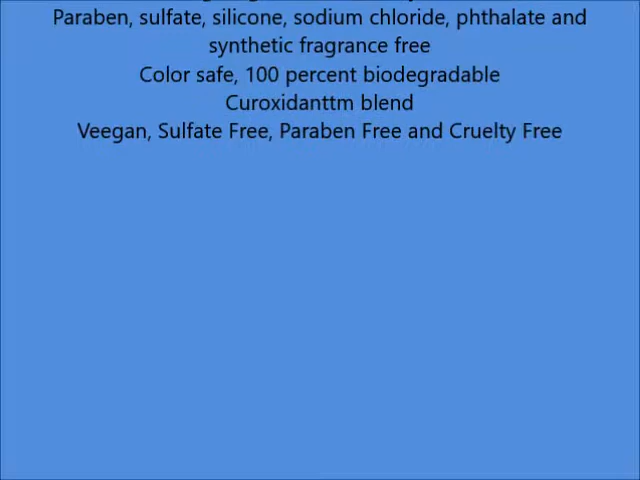 Paraben, sulfate, silicone, sodium chloride, phthalate and
synthetic fragrance free
Color safe, 100 percent biodegradable
Curoxidanttm blend
Veegan, Sulfate Free, Paraben Free and Cruelty Free